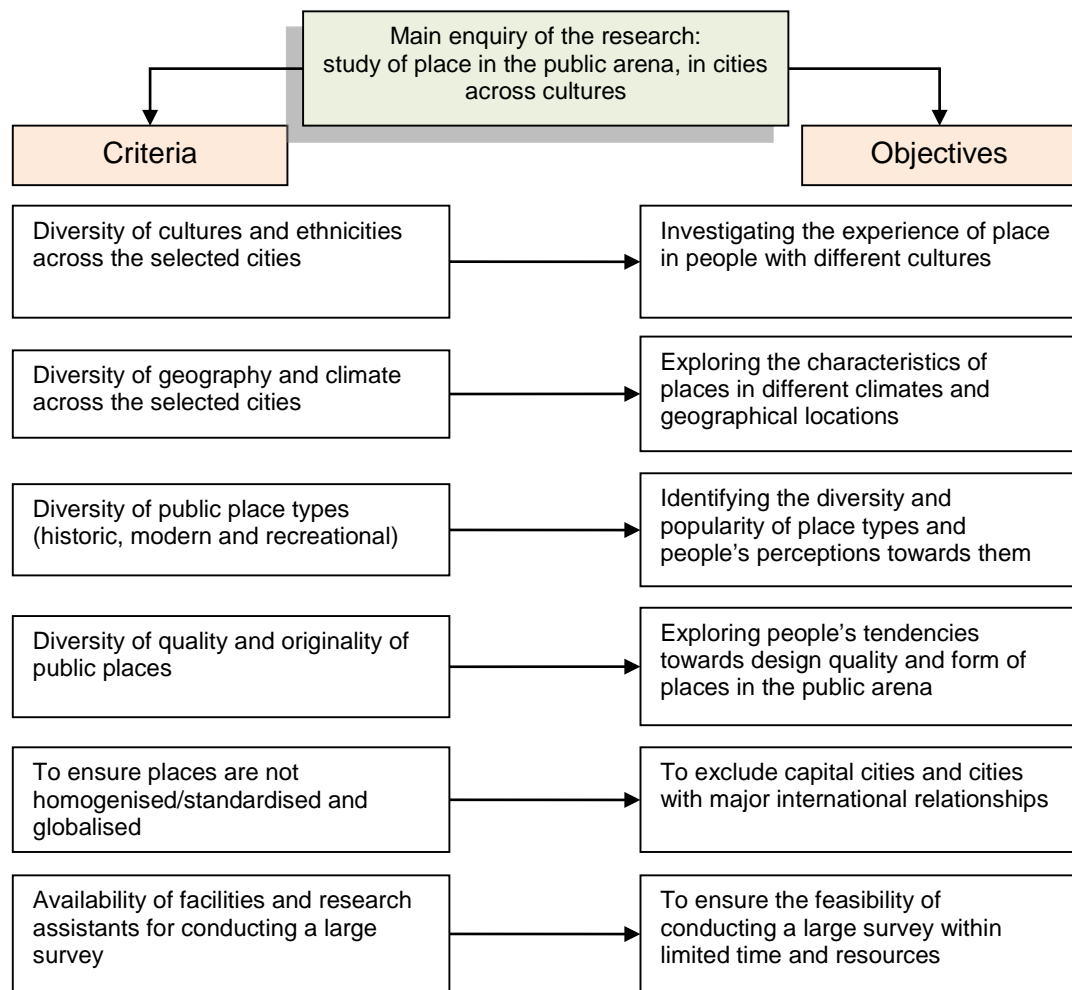 Main enquiry of the research:
study of place in the public arena, in cities
across cultures
Criteria
Objectives
Diversity of cultures and ethnicities
across the selected cities
Investigating the experience of place
in people with different cultures
Diversity of geography and climate
across the selected cities
Exploring the characteristics of
places in different climates and
geographical locations
Diversity of public place types
(historic, modern and recreational)
Identifying the diversity and
popularity of place types and
people’s perceptions towards them
Diversity of quality and originality of
public places
Exploring people’s tendencies
towards design quality and form of
places in the public arena
To ensure places are not
homogenised/standardised and
globalised
To exclude capital cities and cities
with major international relationships
Availability of facilities and research
assistants for conducting a large
survey
To ensure the feasibility of
conducting a large survey within
limited time and resources